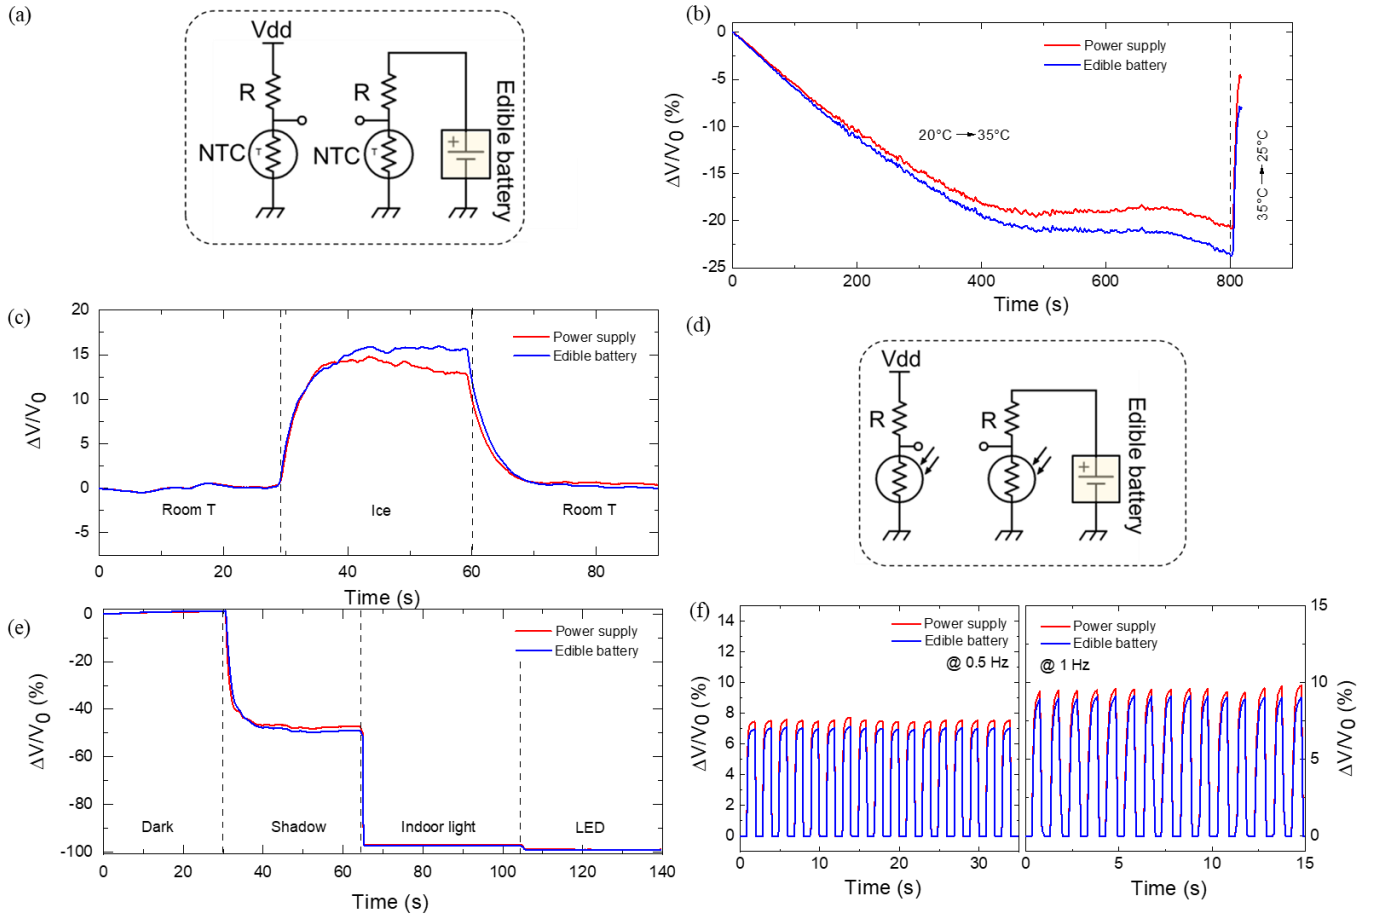 (a)
Vdd
R
R
NTC
T
NTC
T
+
Edible battery
(b)
0
-5
-10
-15
-20
-25
ΔV/V0 (%)
Power supply
Edible battery
20°C → 35°C
35°C → 25°C
0
200
400
600
800
Time (s)
(c)
20
15
10
5
0
-5
ΔV/V0
Power supply
Edible battery
Room T
Ice
Room T
0
20
40
60
80
Time (s)
(d)
Vdd
R
R
+
Edible battery
(e)
0
-20
-40
-60
-80
-100
ΔV/V0 (%)
Power supply
Edible battery
Dark
Shadow
Indoor light
LED
0
20
40
60
80
100
120
140
Time (s)
(f)
14
12
10
8
6
4
2
0
ΔV/V0 (%)
Power supply
Edible battery
@ 0.5 Hz
0
10
20
30
Time (s)
Power supply
Edible battery
@ 1 Hz
0
5
10
15
Time (s)
15
10
5
0
ΔV/V0 (%)